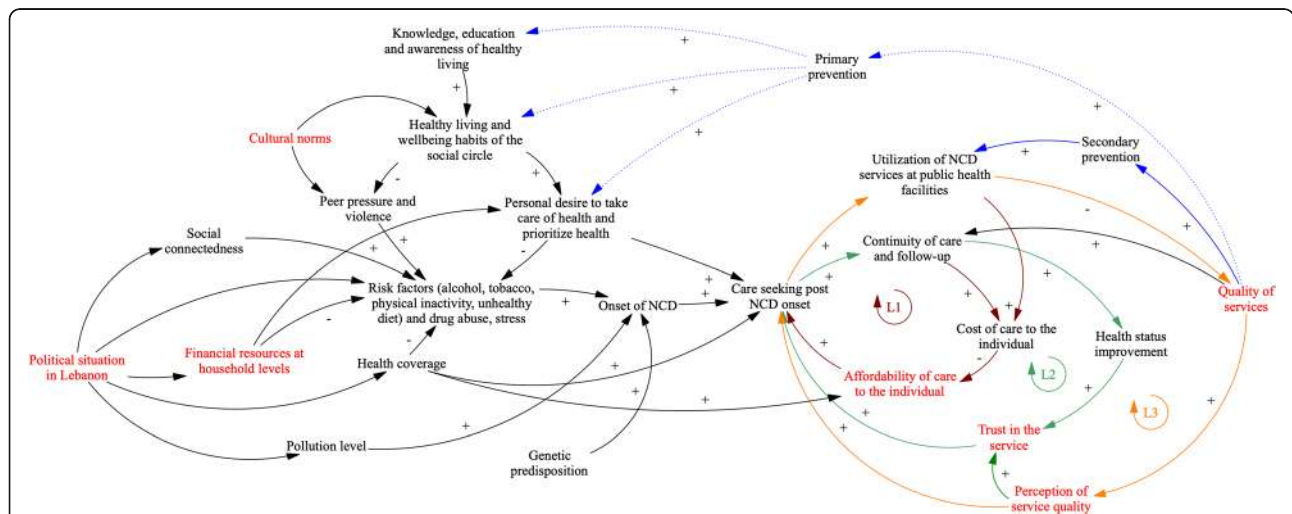 Knowledge, education
and awareness of healthy
living
+
Primary
prevention
+
+
+
+
Cultural norms
Healthy living and
wellbeing habits of the
social circle
-
+
Peer pressure and
violence
Personal desire to take
care of health and
prioritize health
Utilization of NCD
services at public health
facilities
+
Secondary
prevention
+
-
+
Social
connectedness
+
+
-
+
+
+
Continuity of care
and follow-up
Risk factors (alcohol, tobacco,
physical inactivity, unhealthy
diet) and drug abuse, stress
+
Onset of NCD
+
Care seeking post
NCD onset
Quality of
services
-
L1
+
+
Cost of care to the
individual
Health status
improvement
Political situation
in Lebanon
Financial resources at
household levels
-
Health coverage
+
+
-
L2
Affordability of care
to the individual
+
+
+
+
L3
+
+
+
Pollution level
Genetic
predisposition
Trust in the
service
+
Perception of
service quality